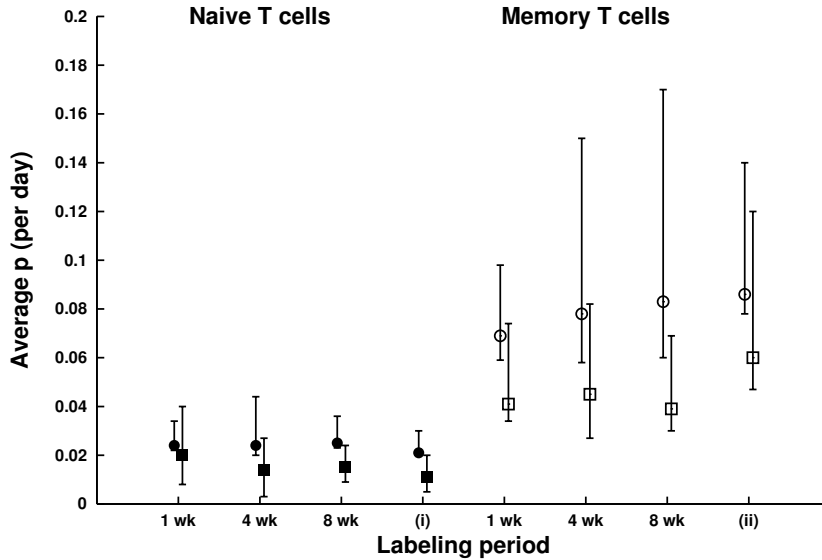 Naive T cells Memory T cells
0.2
0.18
0.16
0.14
0.12
0.1
0.08
0.06
0.04
0.02
0
Average p (per day)
1 wk 4 wk 8 wk (i) 1 wk 4 wk 8 wk (ii)
Labeling period